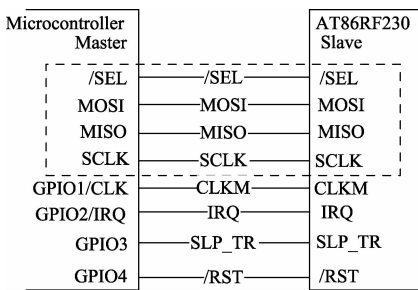 Microcontroller AT86RF230
Master Slave
/SEL /SEL /SEL
MOSI MOSI MOSI
MISO MISO MISO
SCLK SCLK SCLK
GPIO1/CLK CLKM CLKM
GPIO2/IRQ IRQ IRQ
GPIO3 SLP_TR SLP_TR
GPIO4 /RST /RST